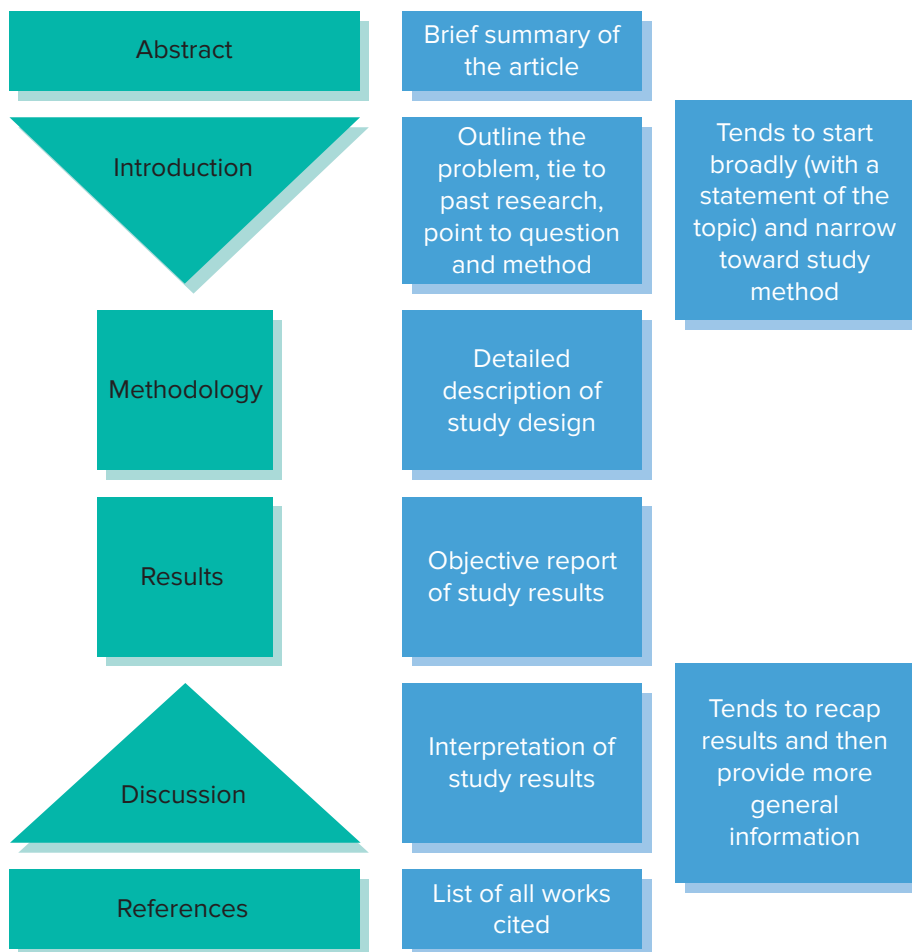 Abstract
Brief summary of
the article
Introduction
Outline the
problem, tie to
past research,
point to question
and method
Tends to start
broadly (with a
statement of the
topic) and narrow
toward study
method
Methodology
Detailed
description of
study design
Results
Objective report
of study results
Discussion
Interpretation of
study results
Tends to recap
results and then
provide more
general
information
References
List of all works
cited